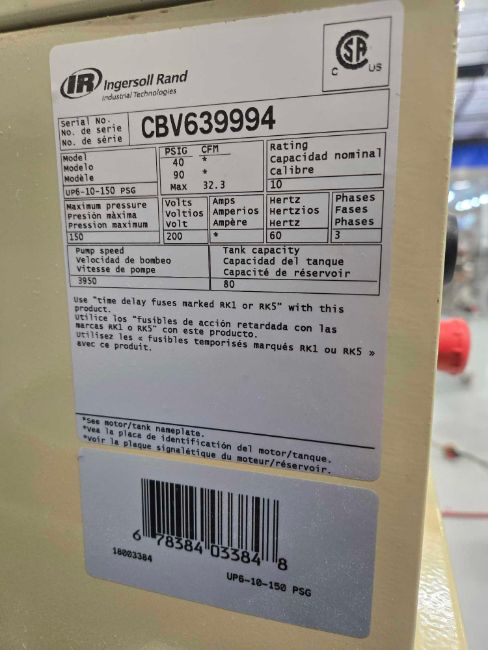 IR Ingersoll Rand
Industrial Technologies
C SA US
Serial No.
No. de serie
No. de série
CBV639994
Model
Modelo
Modèle
UP6-10-150 PSG
PSIG CFM
40 *
90 *
Max 32.3
Rating
Capacidad nominal
Calibre
10
Maximum pressure
Presión màxima
Pression maximum
150
Volts
Voltios
Volt
200
Amps
Amperios
Ampère
*
Hertz
Hertzios
Hertz
60
Phases
Fases
Phases
3
Pump speed
Velocidad de bombeo
Vitesse de pompe
3950
Tank capacity
Capacidad del tanque
Capacité de réservoir
80
Use "time delay fuses marked RK1 or RK5" with this
product.
Utilice los "fusibles de acción retardada con las
marcas RK1 o RK5" con este producto.
Utilisez les « fusibles temporisés marqués RK1 ou RK5 »
avec ce produit.
*See motor/tank nameplate.
*Vea la placa de identificación del motor/tanque.
*Voir la plaque signalétique du moteur/réservoir.
6 78384 03384 8
18003384
UP6-10-150 PSG